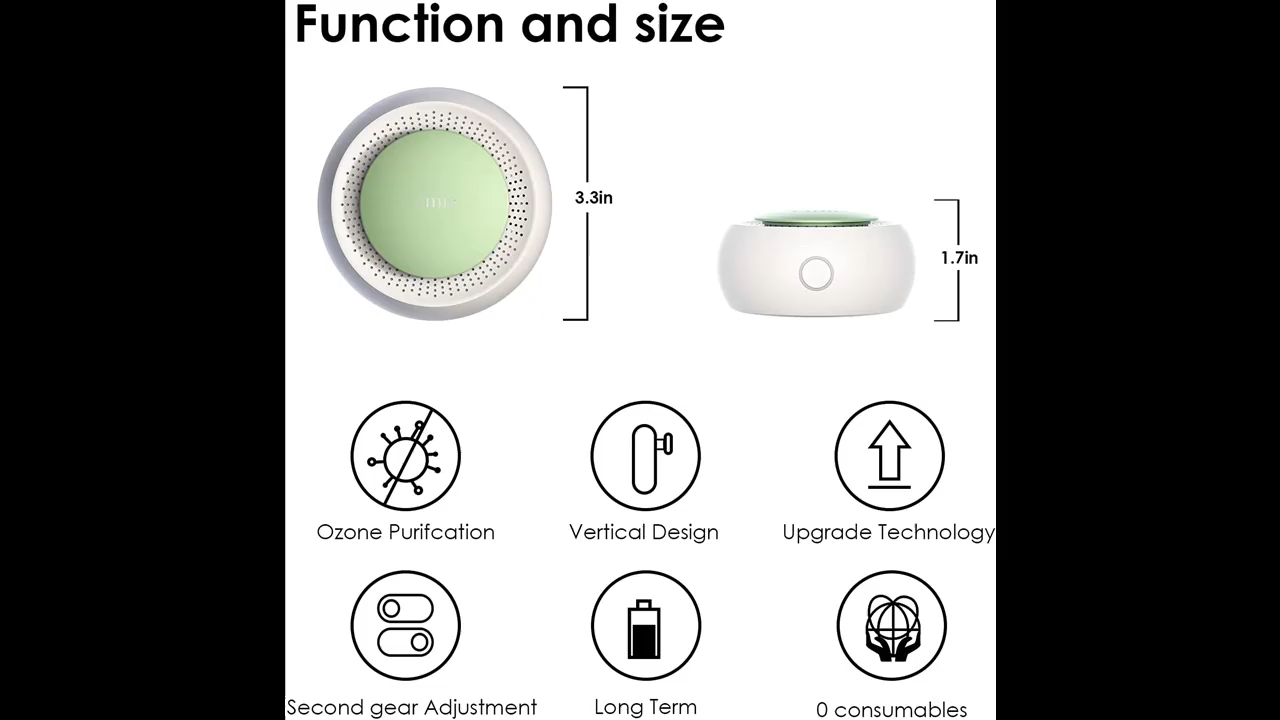 Function and size
3.3in
1.7in
Ozone Purifcation
Vertical Design
Upgrade Technology
Second gear Adjustment
Long Term
0 consumables